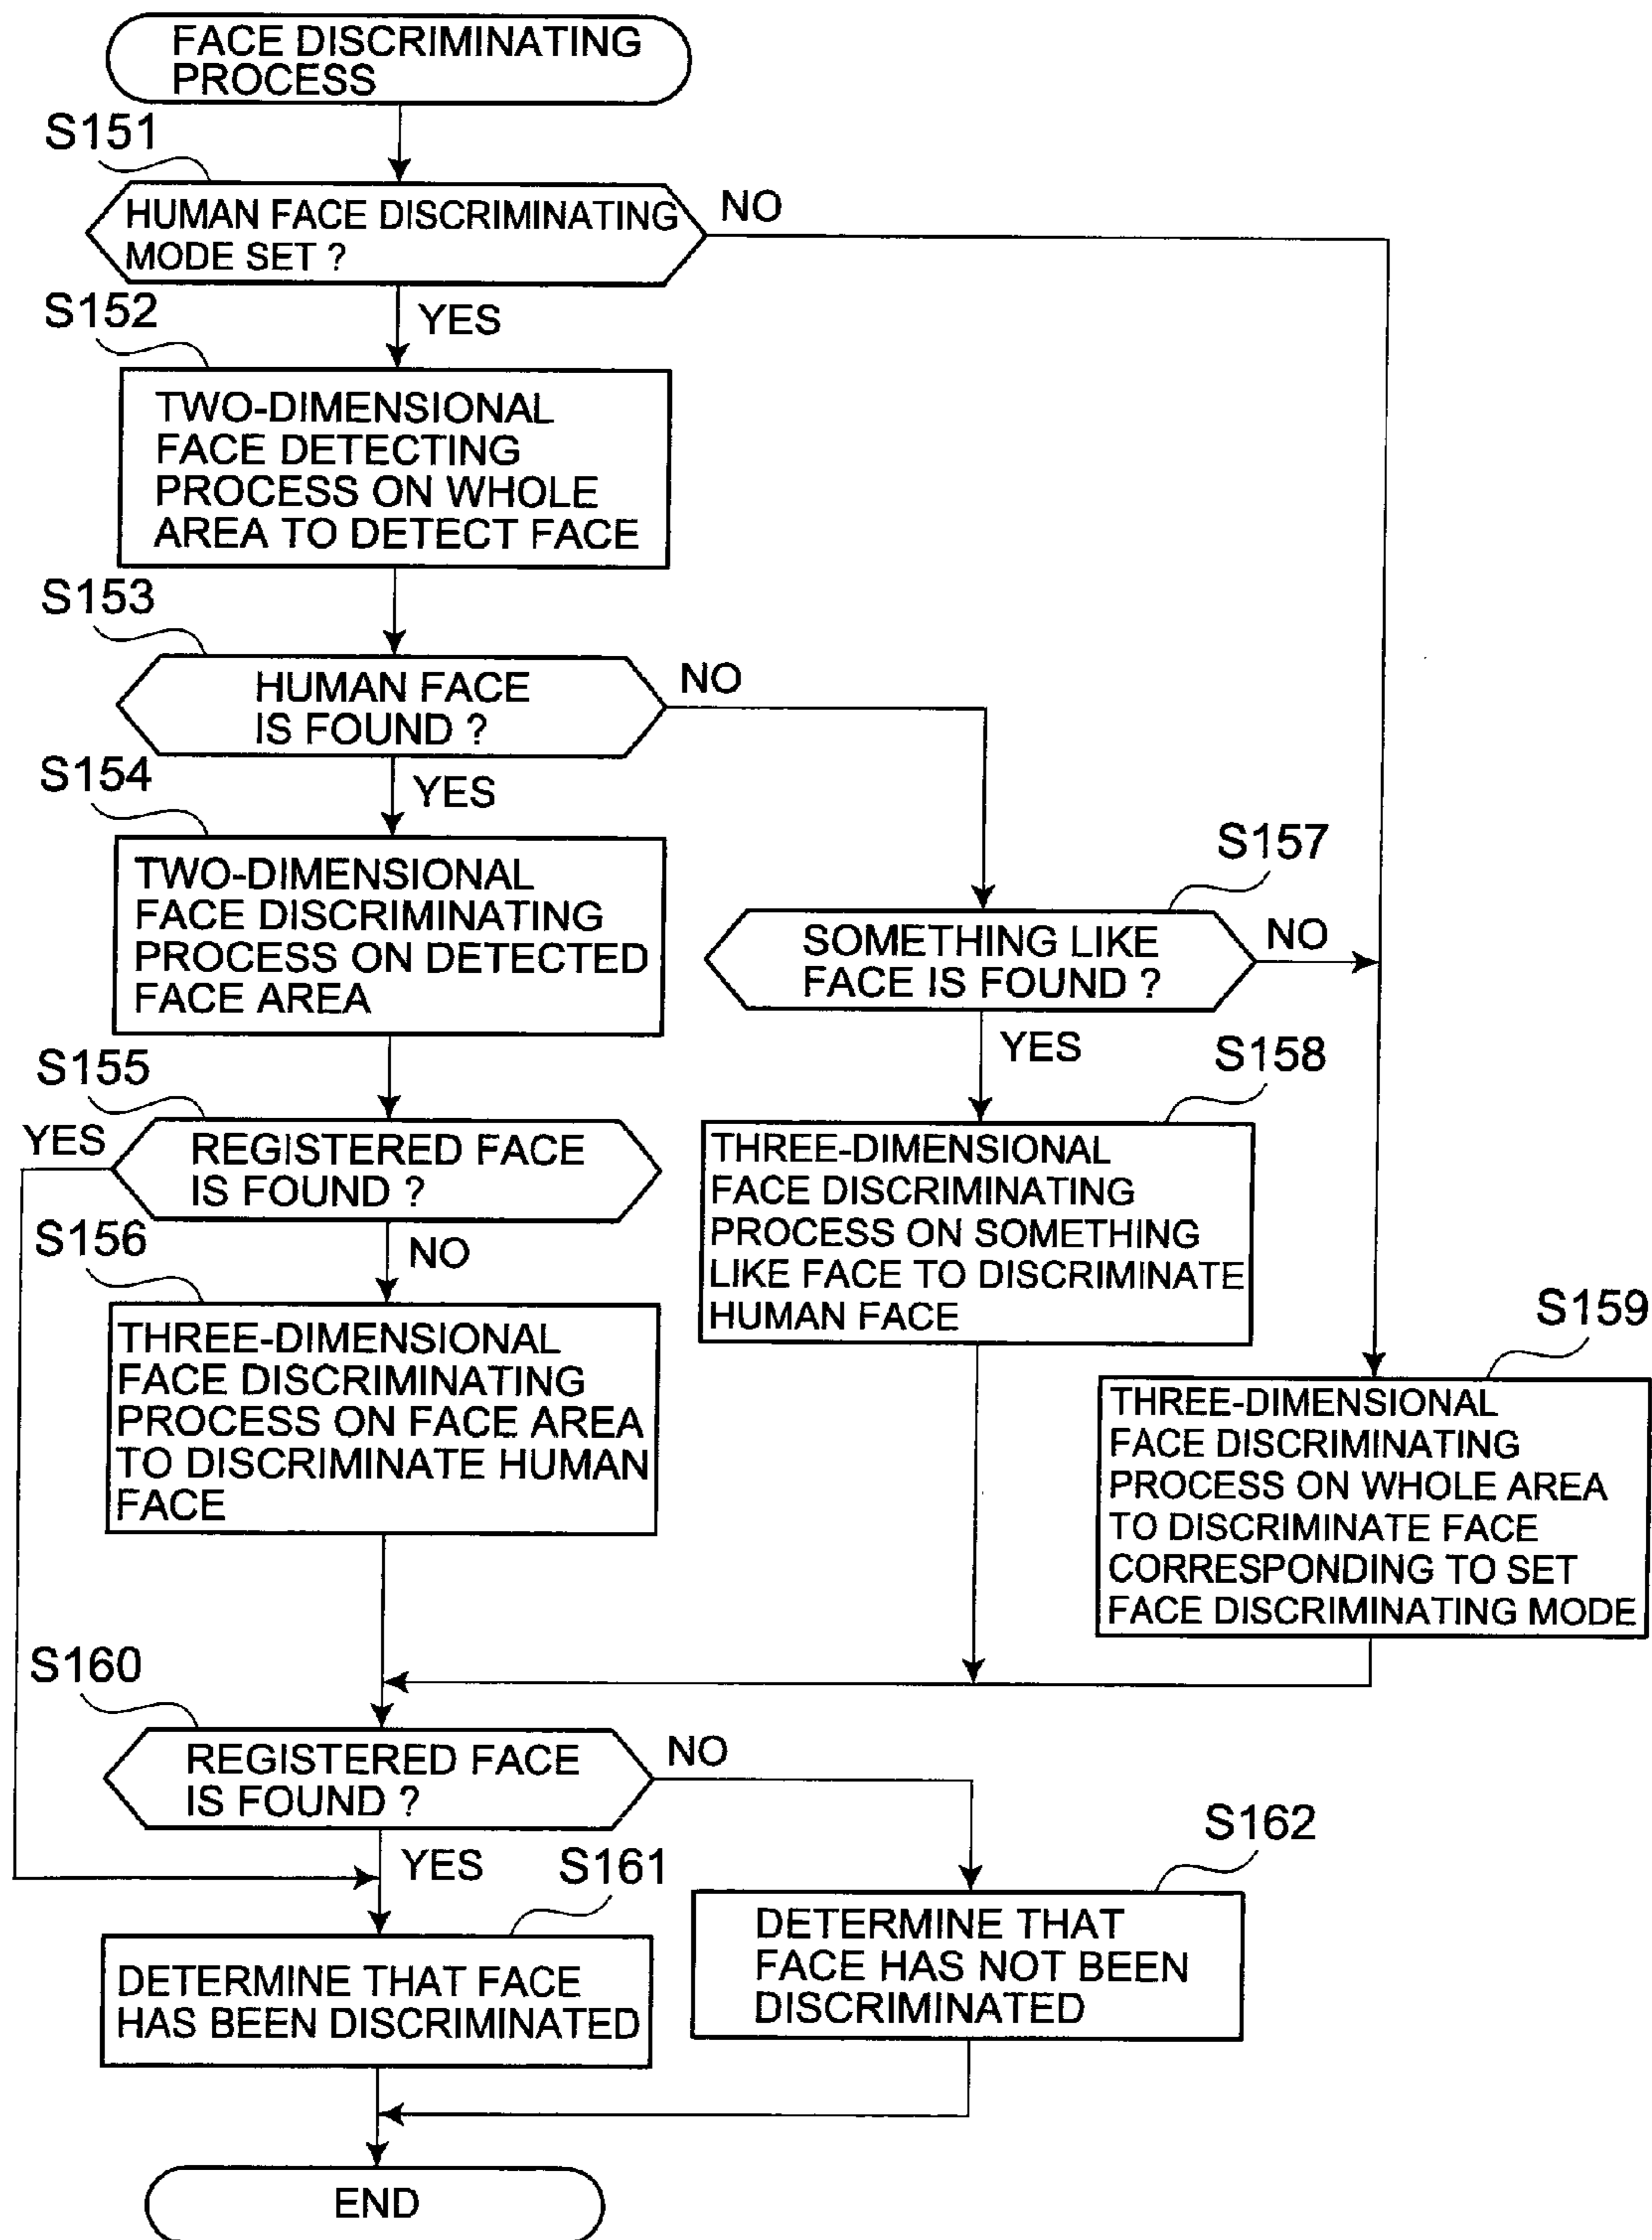 FACE DISCRIMINATING
PROCESS
S151
HUMAN FACE DISCRIMINATING
MODE SET ?
NO
YES
S152
TWO-DIMENSIONAL
FACE DETECTING
PROCESS ON WHOLE
AREA TO DETECT FACE
S153
HUMAN FACE
IS FOUND ?
NO
YES
S154
TWO-DIMENSIONAL
FACE DISCRIMINATING
PROCESS ON DETECTED
FACE AREA
S157
SOMETHING LIKE
FACE IS FOUND ?
NO
YES
S155
YES
REGISTERED FACE
IS FOUND ?
NO
S158
THREE-DIMENSIONAL
FACE DISCRIMINATING
PROCESS ON SOMETHING
LIKE FACE TO DISCRIMINATE
HUMAN FACE
S156
THREE-DIMENSIONAL
FACE DISCRIMINATING
PROCESS ON FACE AREA
TO DISCRIMINATE HUMAN
FACE
S159
THREE-DIMENSIONAL
FACE DISCRIMINATING
PROCESS ON WHOLE AREA
TO DISCRIMINATE FACE
CORRESPONDING TO SET
FACE DISCRIMINATING MODE
S160
REGISTERED FACE
IS FOUND ?
NO
YES
S161
DETERMINE THAT FACE
HAS BEEN DISCRIMINATED
S162
DETERMINE THAT
FACE HAS NOT BEEN
DISCRIMINATED
END